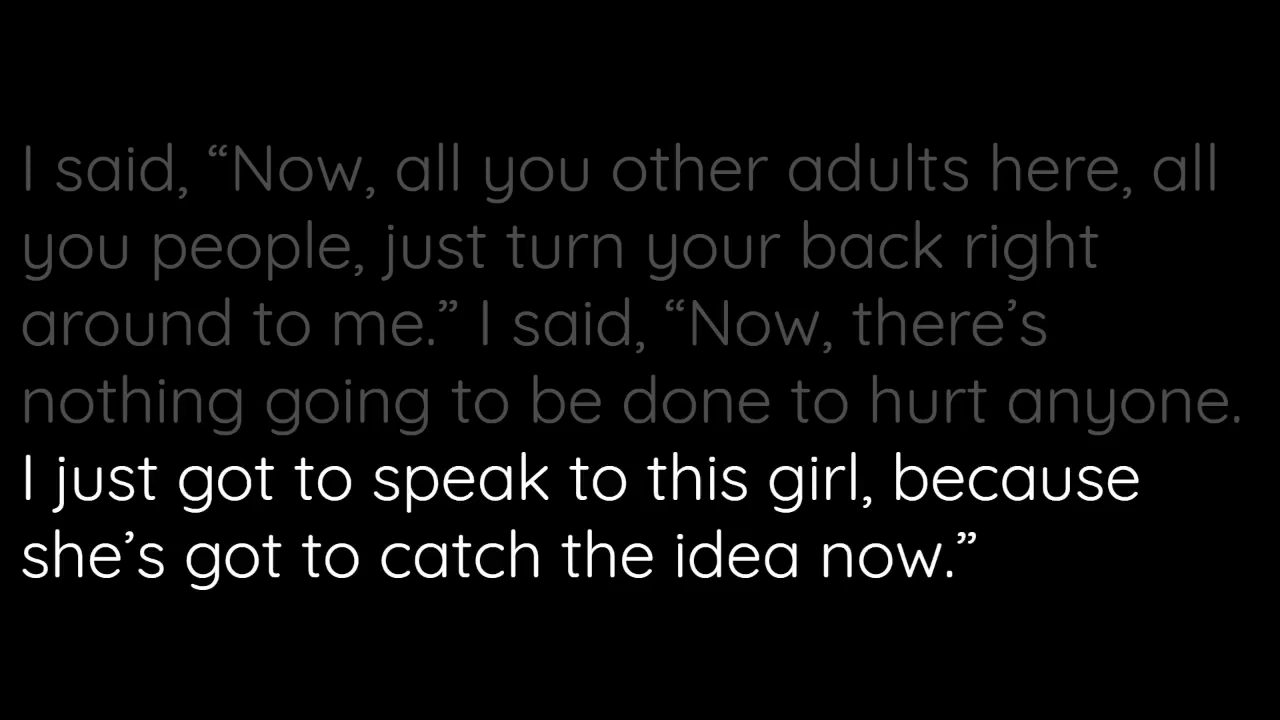 I said, “Now, all you other adults here, all
you people, just turn your back right
around to me.” I said, “Now, there’s
nothing going to be done to hurt anyone.
I just got to speak to this girl, because
she’s got to catch the idea now.”